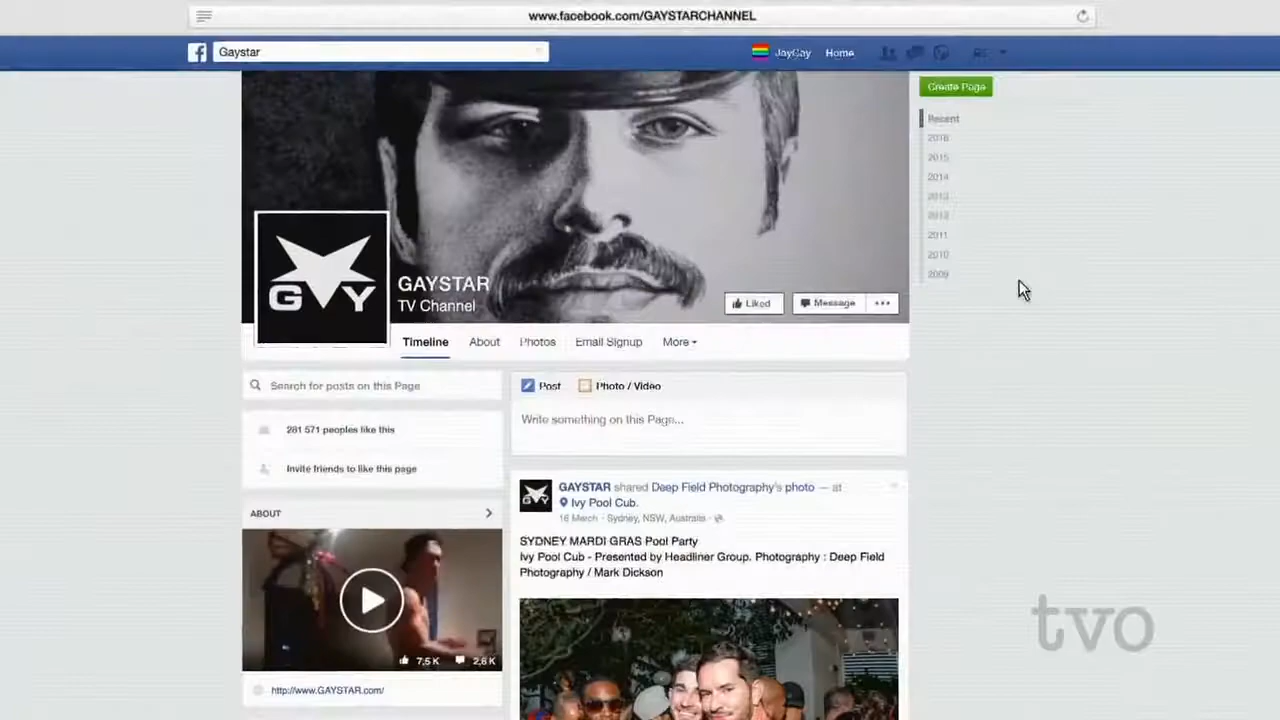 www.facebook.com/GAYSTARCHANNEL
Gaystar
JayGay
Home
Create Page
Recent
2016
2015
2014
2013
2012
2011
2010
2009
G Y
GAYSTAR
TV Channel
Liked
Message
Timeline
About
Photos
Email Signup
More
Search for posts on this Page
281 571 peoples like this
Invite friends to like this page
ABOUT
7,5 K
2,8 K
http://www.GAYSTAR.com/
Post
Photo / Video
Write something on this Page...
GAYSTAR shared Deep Field Photography's photo — at
Ivy Pool Cub.
16 March · Sydney, NSW, Australia ·
SYDNEY MARDI GRAS Pool Party
Ivy Pool Cub - Presented by Headliner Group. Photography : Deep Field
Photography / Mark Dickson
tvo